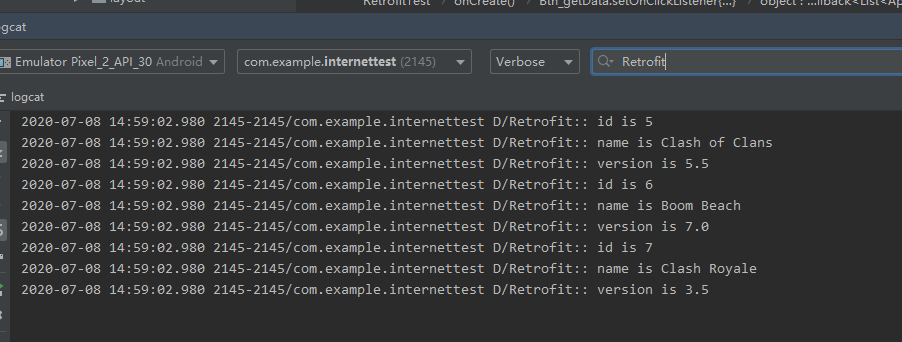 layout
RetrofitTest onCreate() Btn_getData.setOnClickListener{...} object : ...llback<List<Ap
gcat
Emulator Pixel_2_API_30 Android com.example.internettest (2145) Verbose Retrofit
logcat
2020-07-08 14:59:02.980 2145-2145/com.example.internettest D/Retrofit:: id is 5
2020-07-08 14:59:02.980 2145-2145/com.example.internettest D/Retrofit:: name is Clash of Clans
2020-07-08 14:59:02.980 2145-2145/com.example.internettest D/Retrofit:: version is 5.5
2020-07-08 14:59:02.980 2145-2145/com.example.internettest D/Retrofit:: id is 6
2020-07-08 14:59:02.980 2145-2145/com.example.internettest D/Retrofit:: name is Boom Beach
2020-07-08 14:59:02.980 2145-2145/com.example.internettest D/Retrofit:: version is 7.0
2020-07-08 14:59:02.980 2145-2145/com.example.internettest D/Retrofit:: id is 7
2020-07-08 14:59:02.980 2145-2145/com.example.internettest D/Retrofit:: name is Clash Royale
2020-07-08 14:59:02.980 2145-2145/com.example.internettest D/Retrofit:: version is 3.5